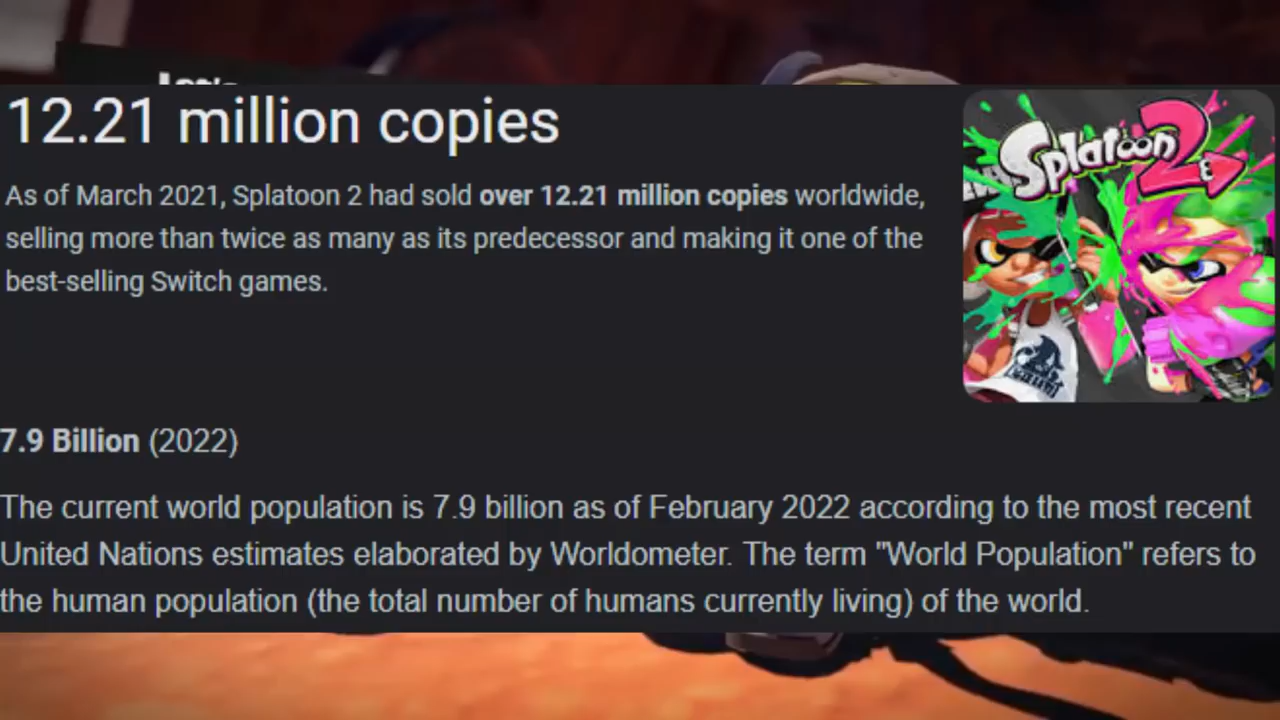 Let's
12.21 million copies
As of March 2021, Splatoon 2 had sold over 12.21 million copies worldwide,
selling more than twice as many as its predecessor and making it one of the
best-selling Switch games.
Splatoon 2
7.9 Billion (2022)
The current world population is 7.9 billion as of February 2022 according to the most recent
United Nations estimates elaborated by Worldometer. The term "World Population" refers to
the human population (the total number of humans currently living) of the world.